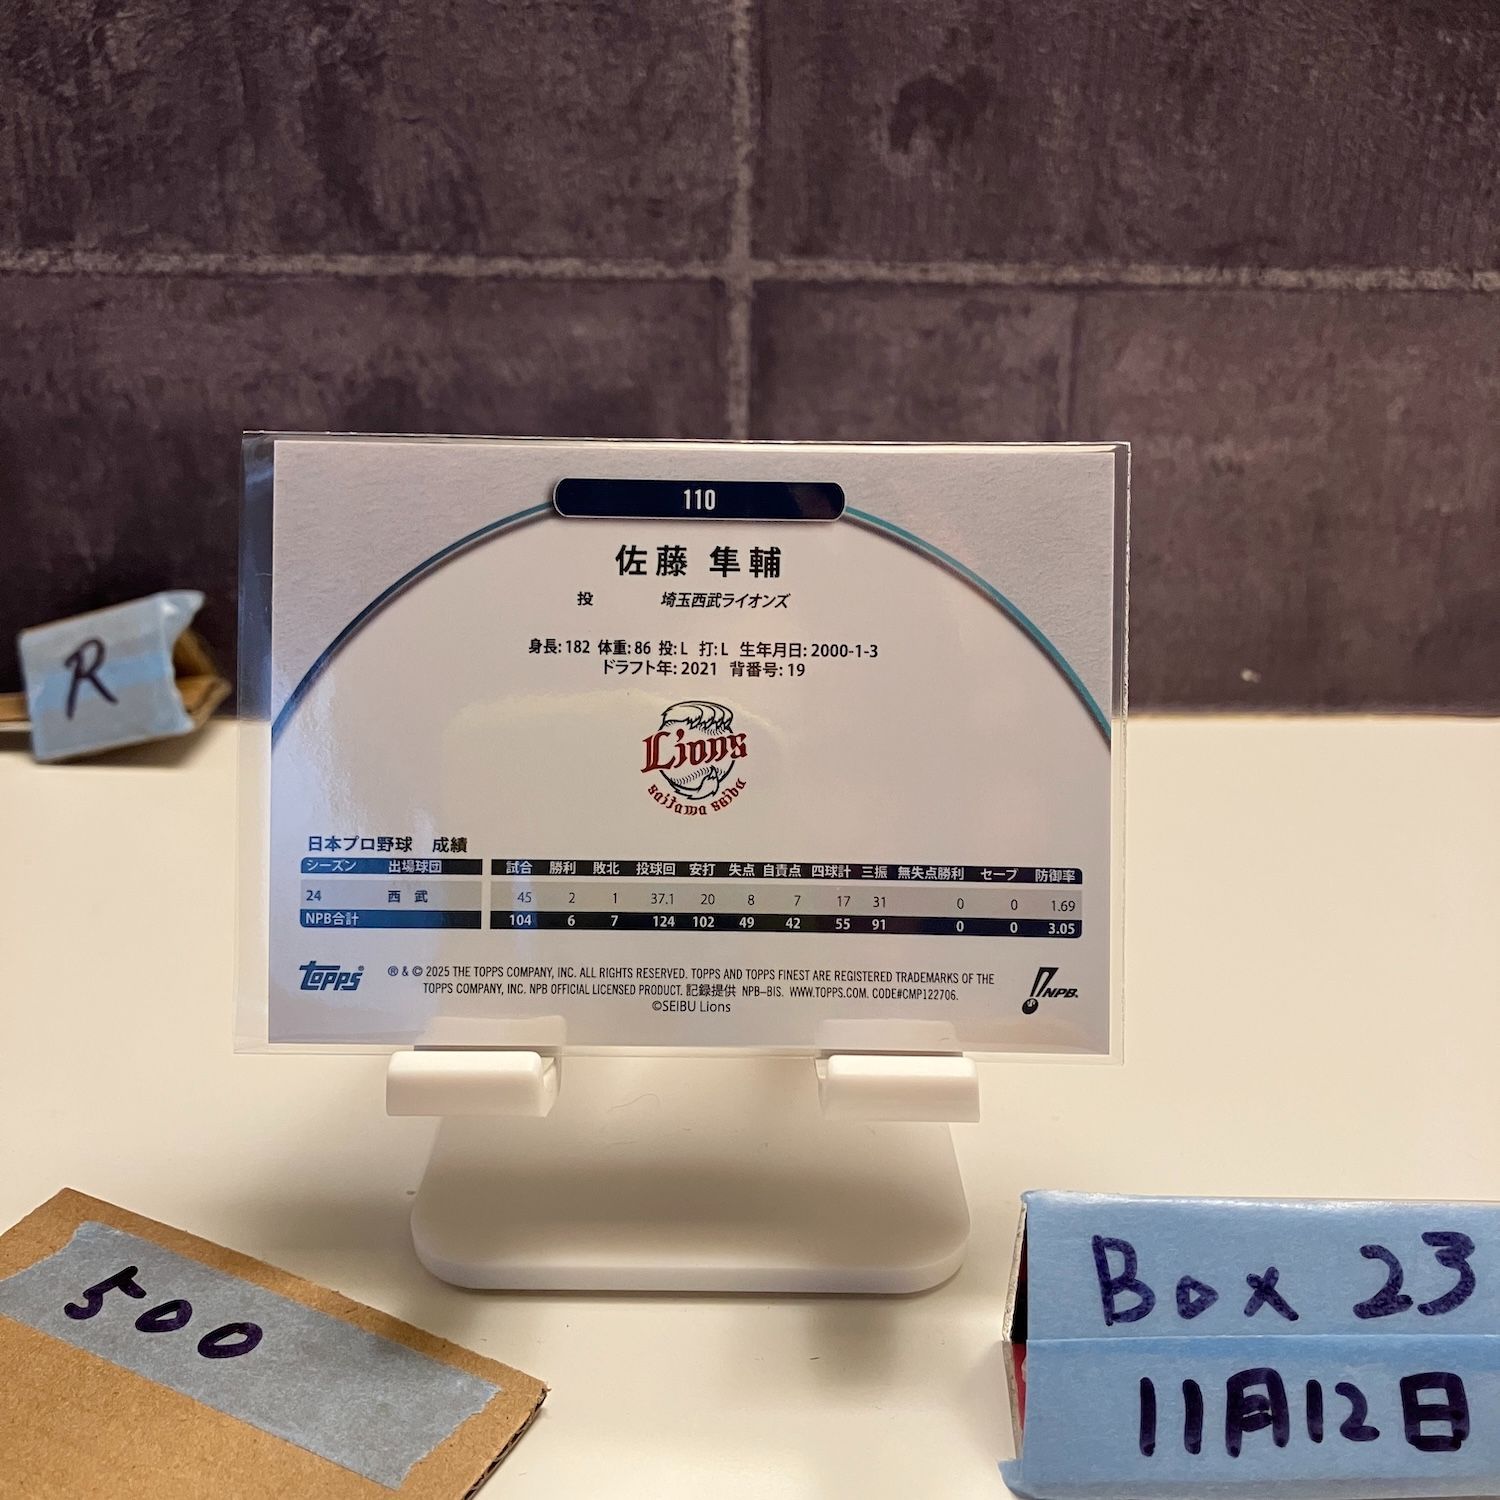 110
佐藤 隼輔
投 埼玉西武ライオンズ
身長: 182 体重: 86 投: L 打: L 生年月日: 2000-1-3
ドラフト年: 2021 背番号: 19
Lions
saitama seibu
日本プロ野球 成績
シーズン 出場球団 試合 勝利 敗北 投球回 安打 失点 自責点 四球計 三振 無失点勝利 セーブ 防御率
24 西 武 45 2 1 37.1 20 8 7 17 31 0 0 1.69
NPB合計 104 6 7 124 102 49 42 55 91 0 0 3.05
TOPPS®
® & © 2025 THE TOPPS COMPANY, INC. ALL RIGHTS RESERVED. TOPPS AND TOPPS FINEST ARE REGISTERED TRADEMARKS OF THE
TOPPS COMPANY, INC. NPB OFFICIAL LICENSED PRODUCT. 記録提供 NPB–BIS. WWW.TOPPS.COM. CODE#CMP122706.
©SEIBU Lions
NPB®
R
500
Box 23
11月12日